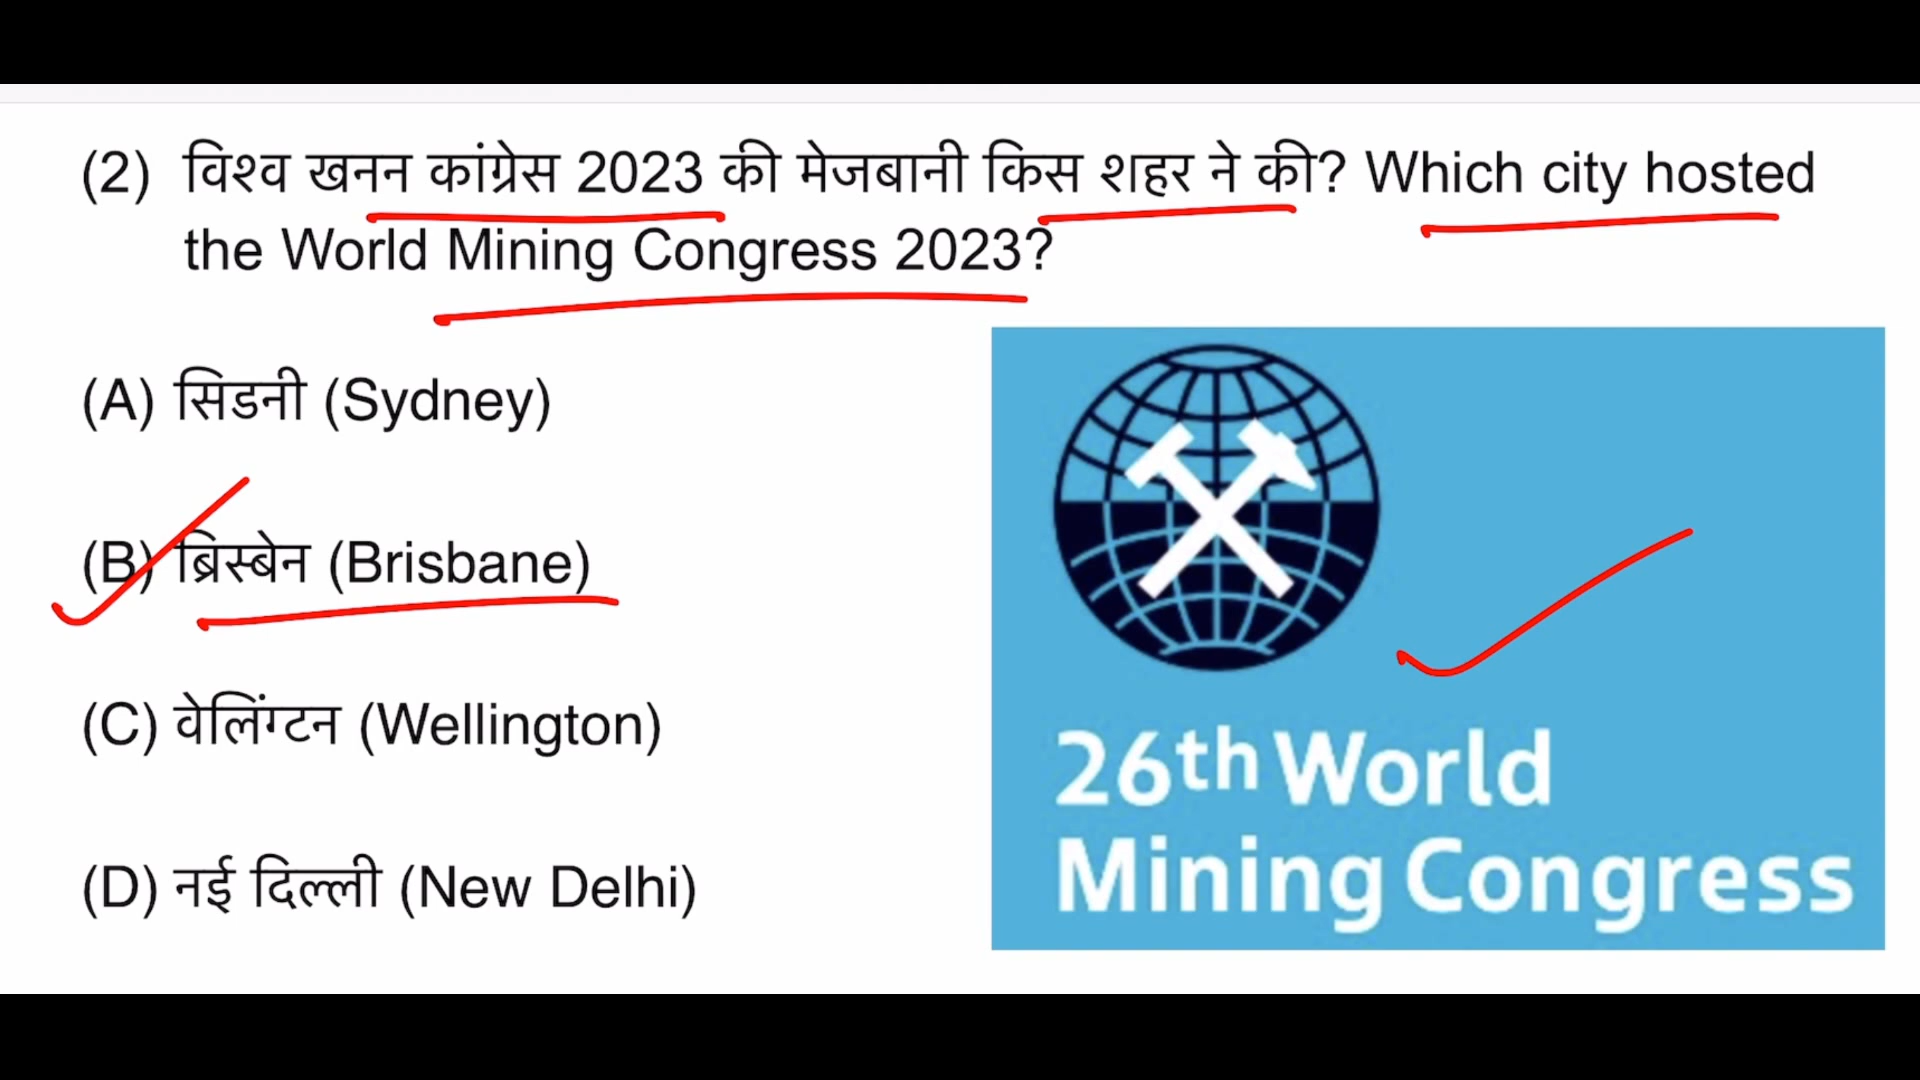 (2) विश्व खनन कांग्रेस 2023 की मेजबानी किस शहर ने की? Which city hosted
the World Mining Congress 2023?
(A) सिडनी (Sydney)
(B) ब्रिस्बेन (Brisbane)
(C) वेलिंग्टन (Wellington)
(D) नई दिल्ली (New Delhi)
26th World
Mining Congress